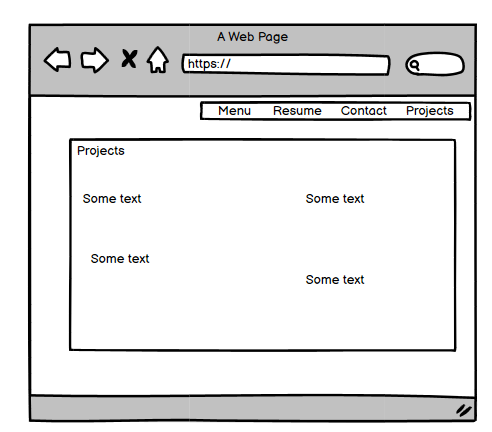 A Web Page
https://
Menu Resume Contact Projects
Projects
Some text Some text
Some text
Some text